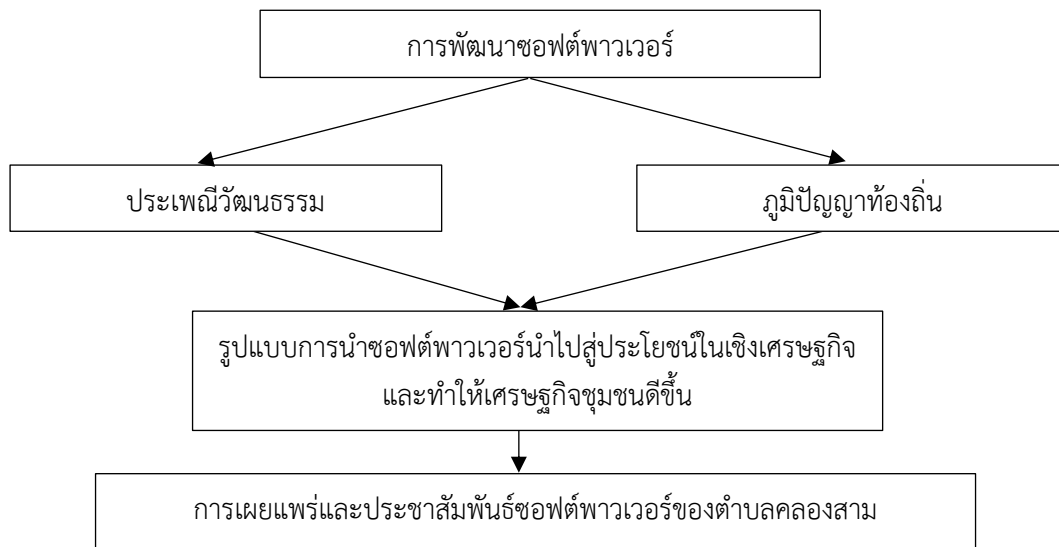 การพัฒนาซอฟต์พาวเวอร์
ประเพณีวัฒนธรรม
ภูมิปัญญาท้องถิ่น
รูปแบบการนำซอฟต์พาวเวอร์นำไปสู่ประโยชน์ในเชิงเศรษฐกิจ
และทำให้เศรษฐกิจชุมชนดีขึ้น
การเผยแพร่และประชาสัมพันธ์ซอฟต์พาวเวอร์ของตำบลคลองสาม